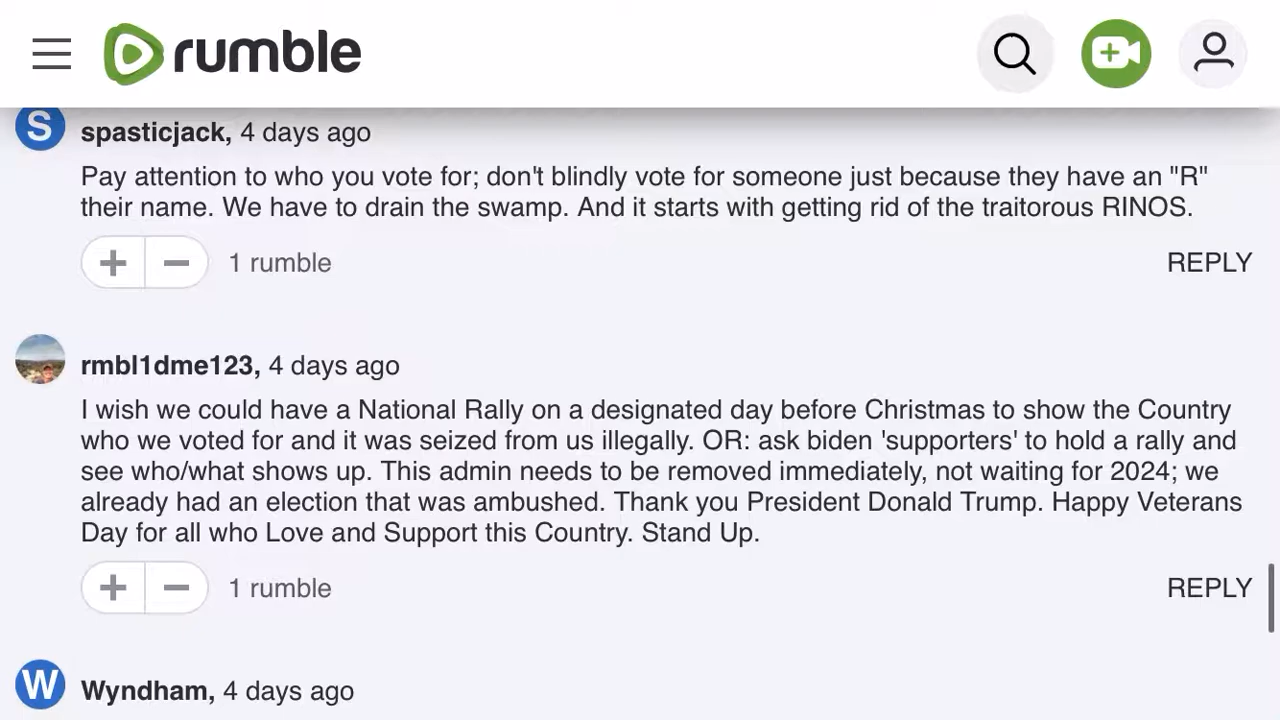 rumble
S
spasticjack, 4 days ago
Pay attention to who you vote for; don't blindly vote for someone just because they have an "R"
their name. We have to drain the swamp. And it starts with getting rid of the traitorous RINOS.
1 rumble
REPLY
rmbl1dme123, 4 days ago
I wish we could have a National Rally on a designated day before Christmas to show the Country
who we voted for and it was seized from us illegally. OR: ask biden 'supporters' to hold a rally and
see who/what shows up. This admin needs to be removed immediately, not waiting for 2024; we
already had an election that was ambushed. Thank you President Donald Trump. Happy Veterans
Day for all who Love and Support this Country. Stand Up.
1 rumble
REPLY
W
Wyndham, 4 days ago